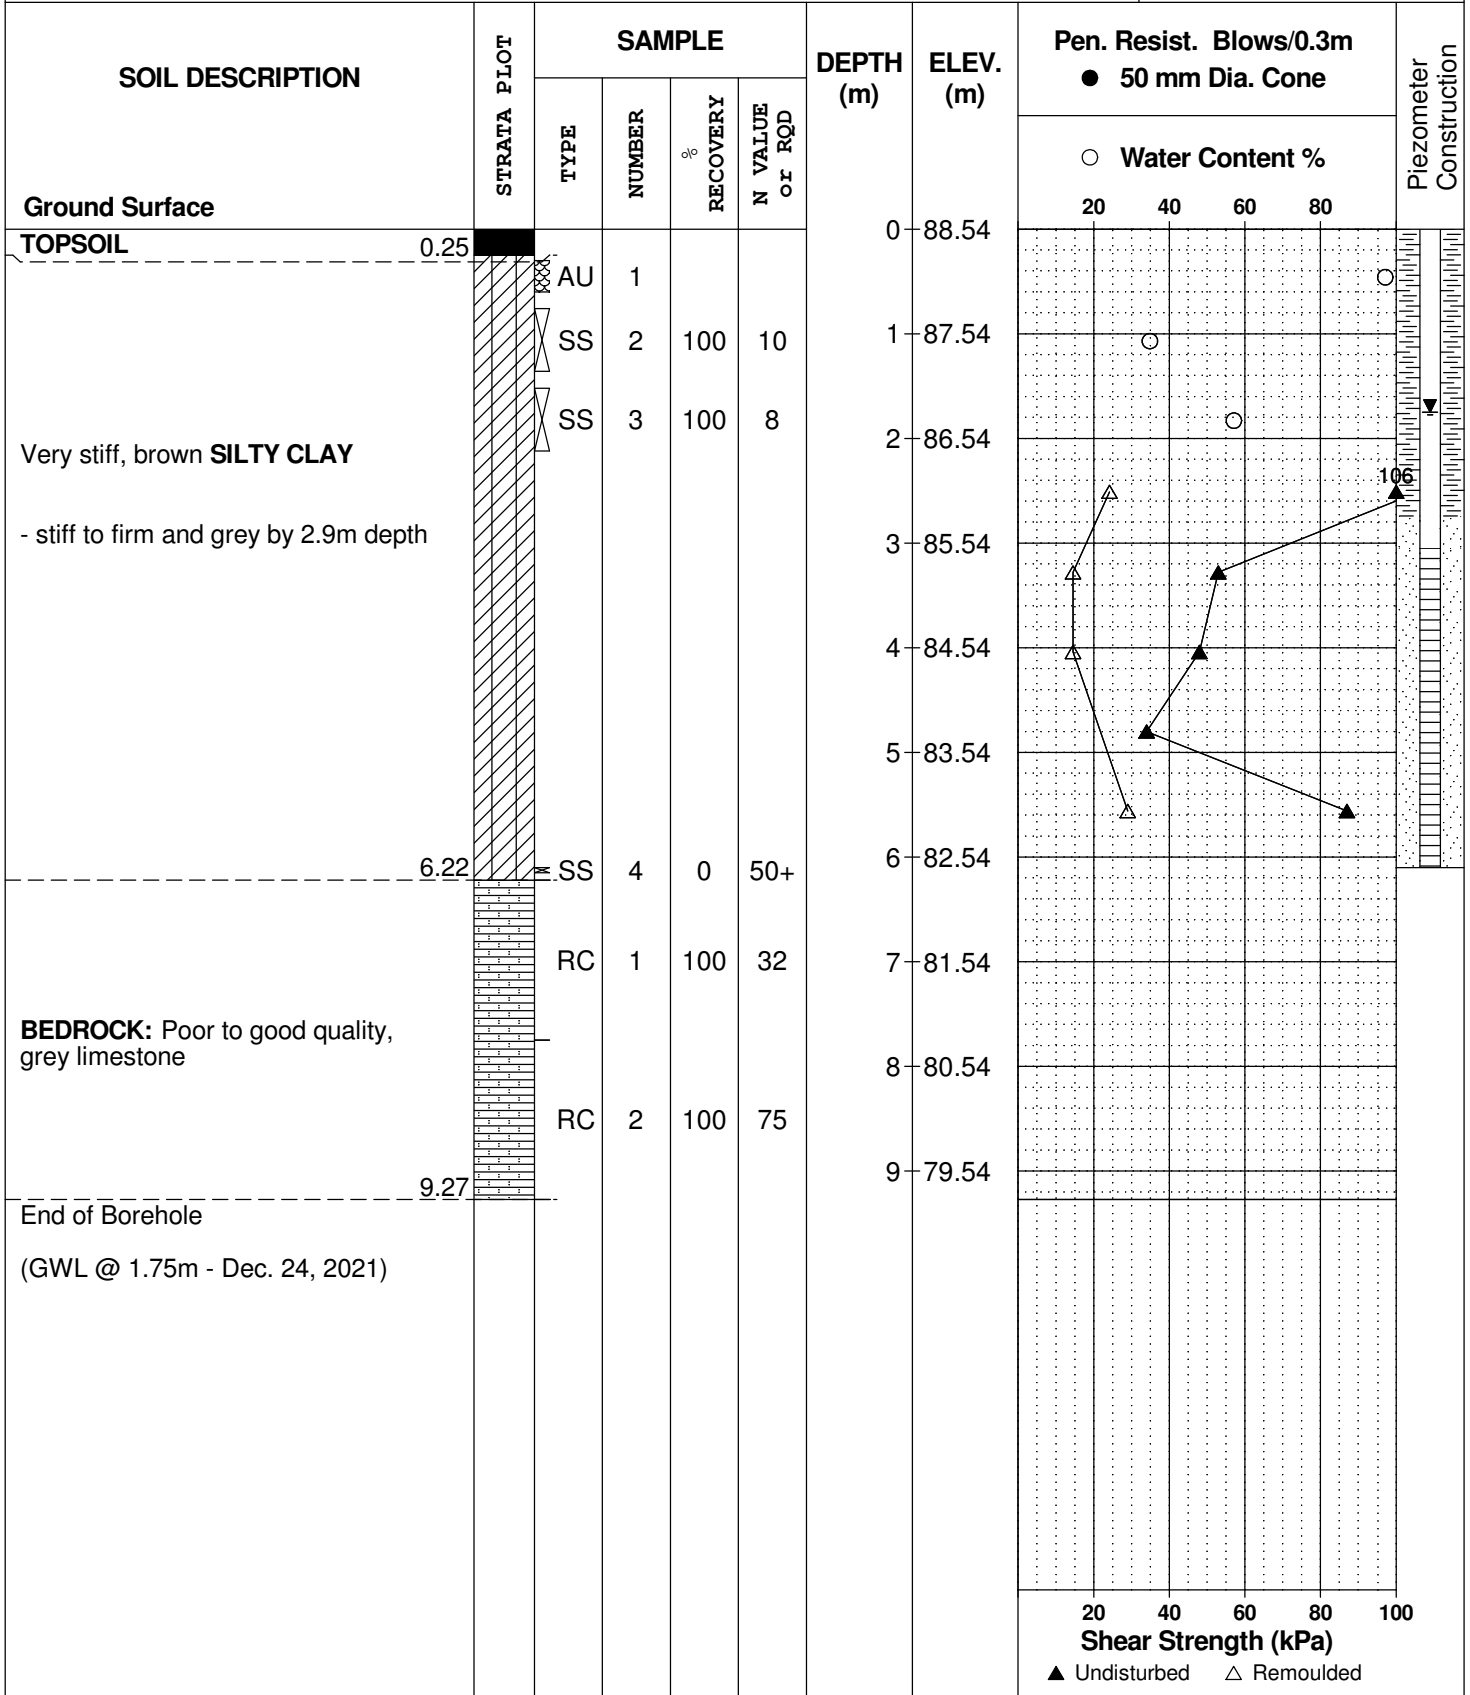 SOIL DESCRIPTION
STRATA PLOT
SAMPLE
TYPE
NUMBER
% RECOVERY
N VALUE
or RQD
DEPTH
(m)
ELEV.
(m)
Pen. Resist. Blows/0.3m
● 50 mm Dia. Cone
○ Water Content %
Piezometer
Construction
20 40 60 80
Ground Surface
0 88.54
TOPSOIL 0.25
AU 1
SS 2 100 10
1 87.54
SS 3 100 8
2 86.54
Very stiff, brown SILTY CLAY
106
- stiff to firm and grey by 2.9m depth
3 85.54
4 84.54
5 83.54
6 82.54
6.22
SS 4 0 50+
RC 1 100 32
7 81.54
BEDROCK: Poor to good quality,
grey limestone
8 80.54
RC 2 100 75
9 79.54
9.27
End of Borehole
(GWL @ 1.75m - Dec. 24, 2021)
20 40 60 80 100
Shear Strength (kPa)
▲ Undisturbed △ Remoulded